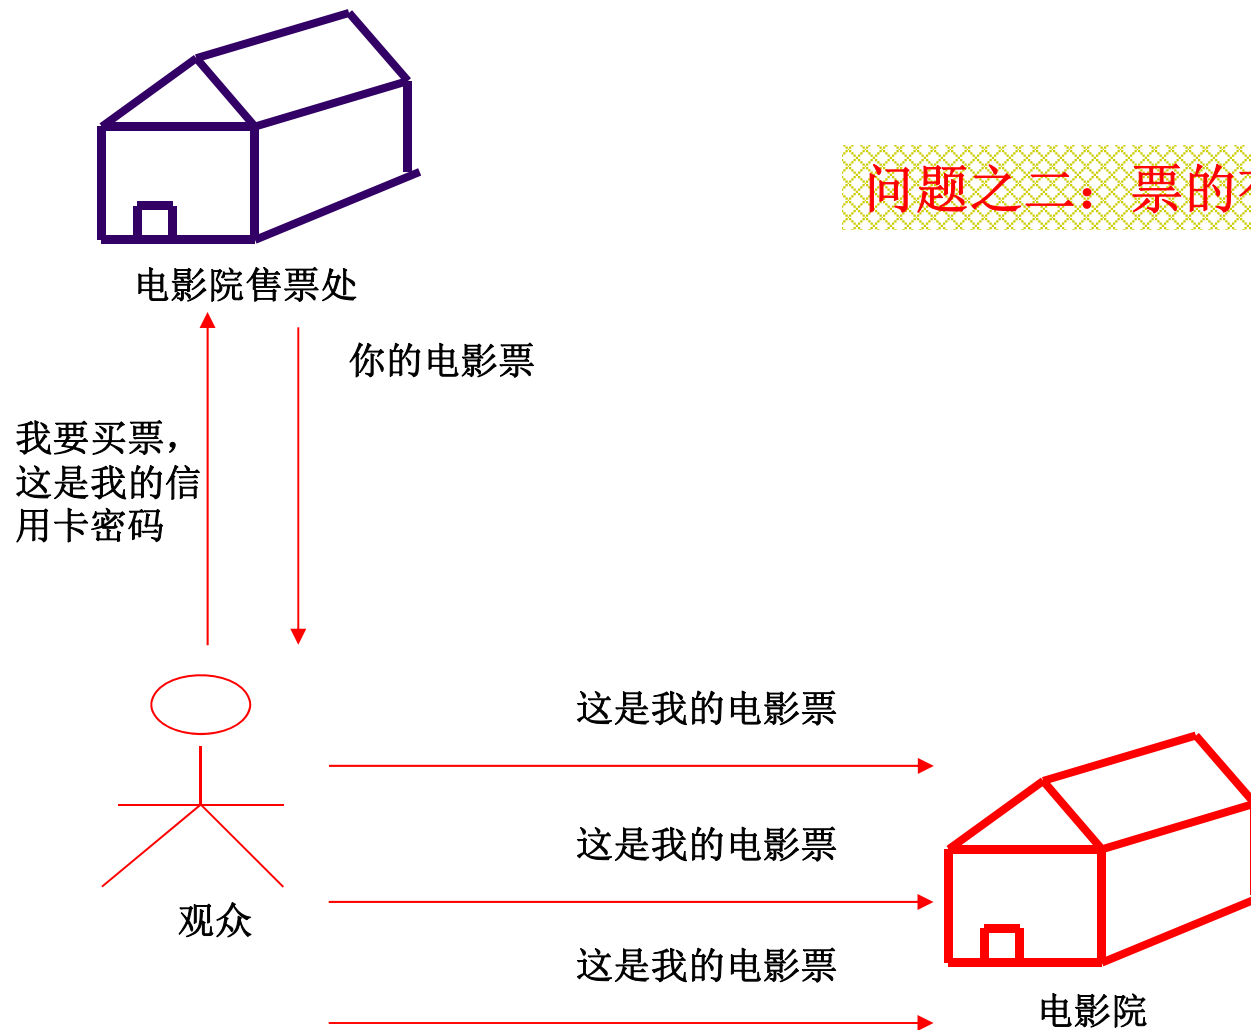 问题之二：票的
电影院售票处
你的电影票
我要买票，
这是我的信
用卡密码
这是我的电影票
这是我的电影票
观众
这是我的电影票
电影院